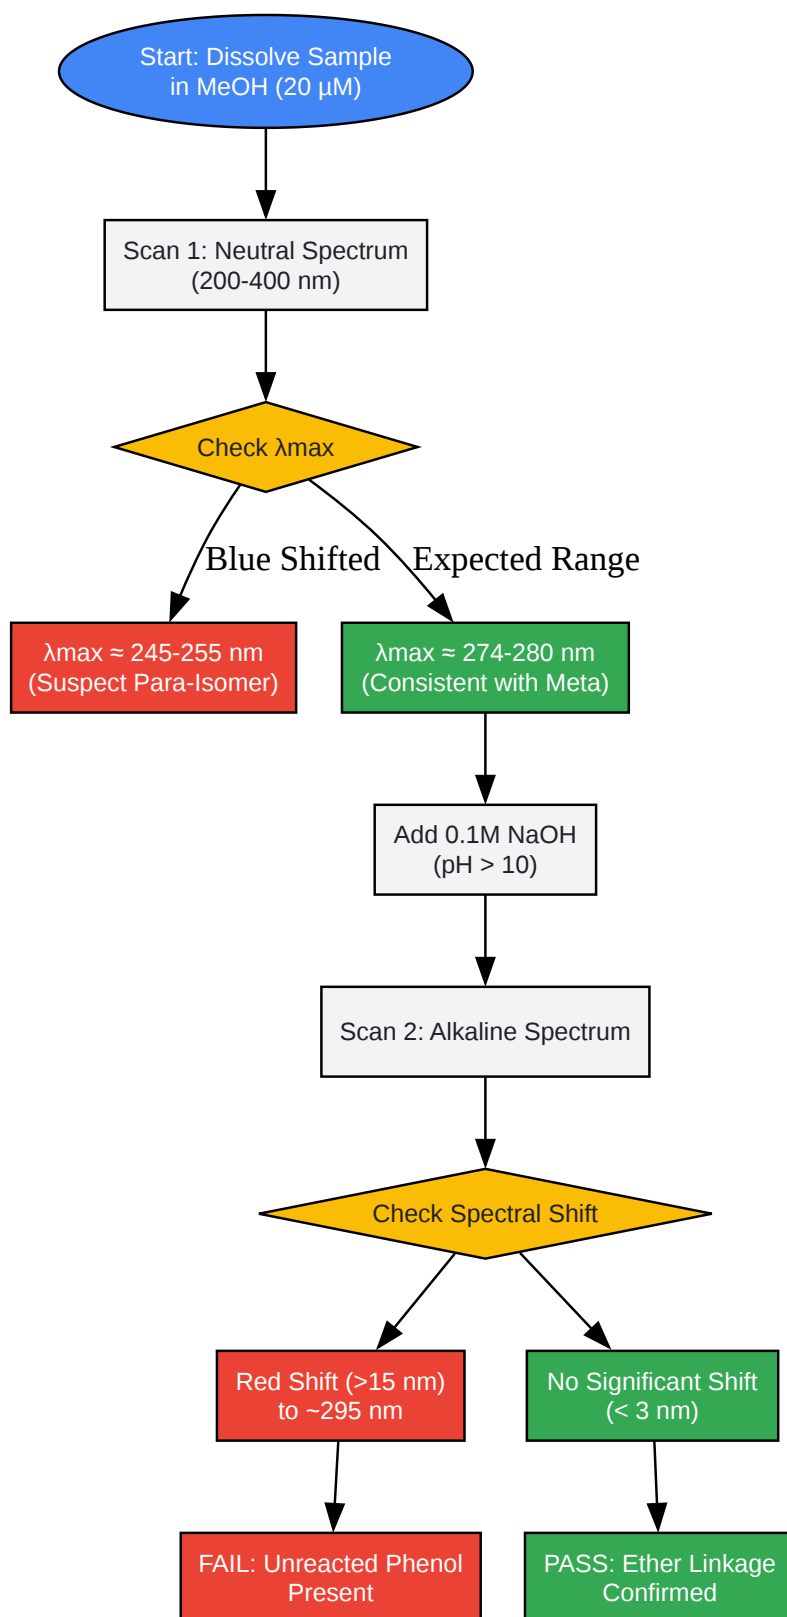 Start: Dissolve Sample
in MeOH (20 µM)
Scan 1: Neutral Spectrum
(200-400 nm)
Check λmax
Blue Shifted
Expected Range
λmax ≈ 245-255 nm
(Suspect Para-Isomer)
λmax ≈ 274-280 nm
(Consistent with Meta)
Add 0.1M NaOH
(pH > 10)
Scan 2: Alkaline Spectrum
Check Spectral Shift
Red Shift (>15 nm)
to ~295 nm
No Significant Shift
(< 3 nm)
FAIL: Unreacted Phenol
Present
PASS: Ether Linkage
Confirmed